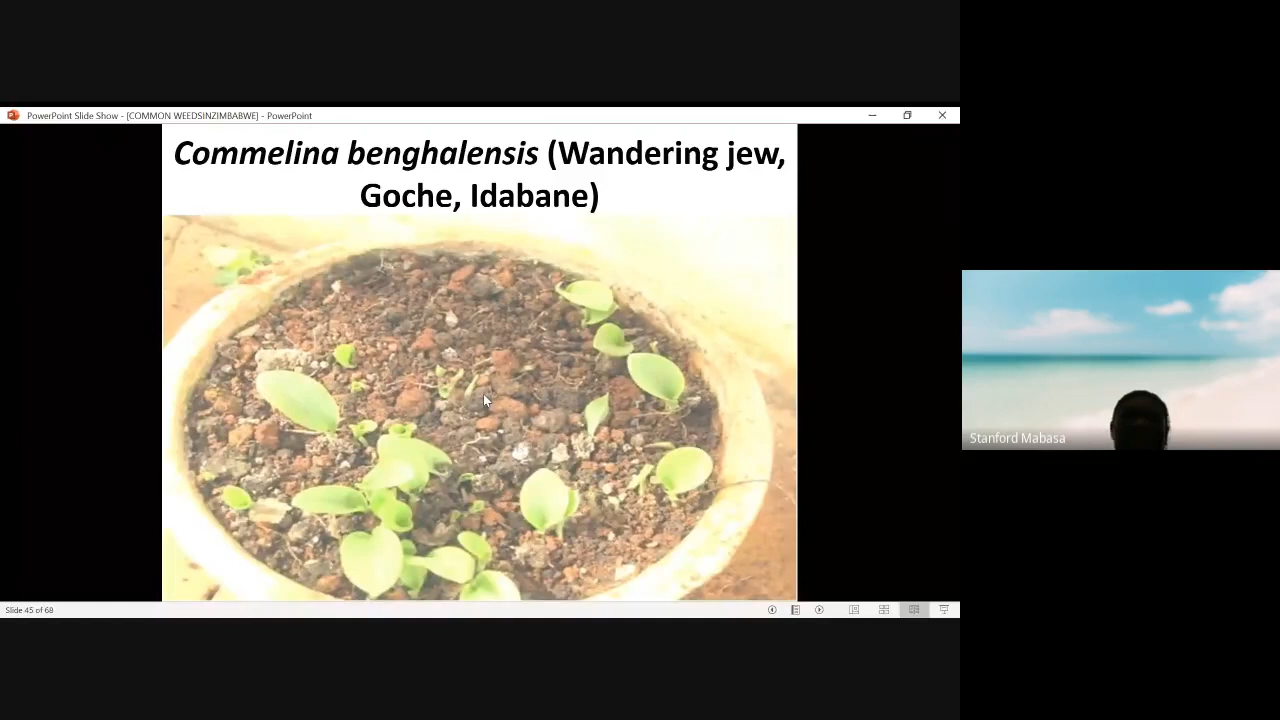 PowerPoint Slide Show - [COMMON WEEDSINZIMBABWE] - PowerPoint
Commelina benghalensis (Wandering jew,
Goche, Idabane)
Stanford Mabasa
Slide 45 of 68